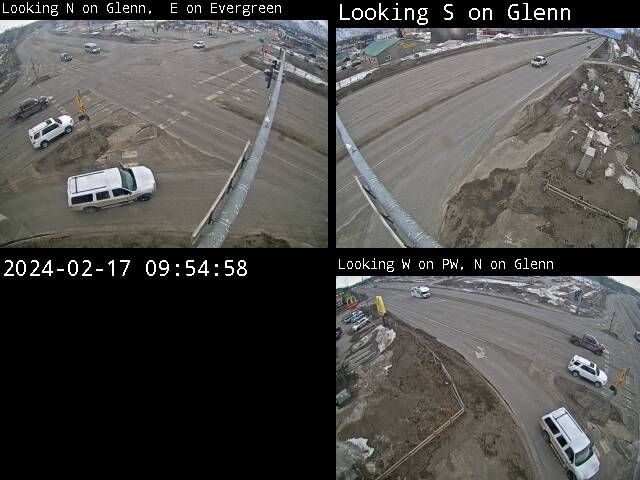 Looking N on Glenn,  E on Evergreen
Looking S on Glenn
2024-02-17 09:54:58
Looking W on PW, N on Glenn